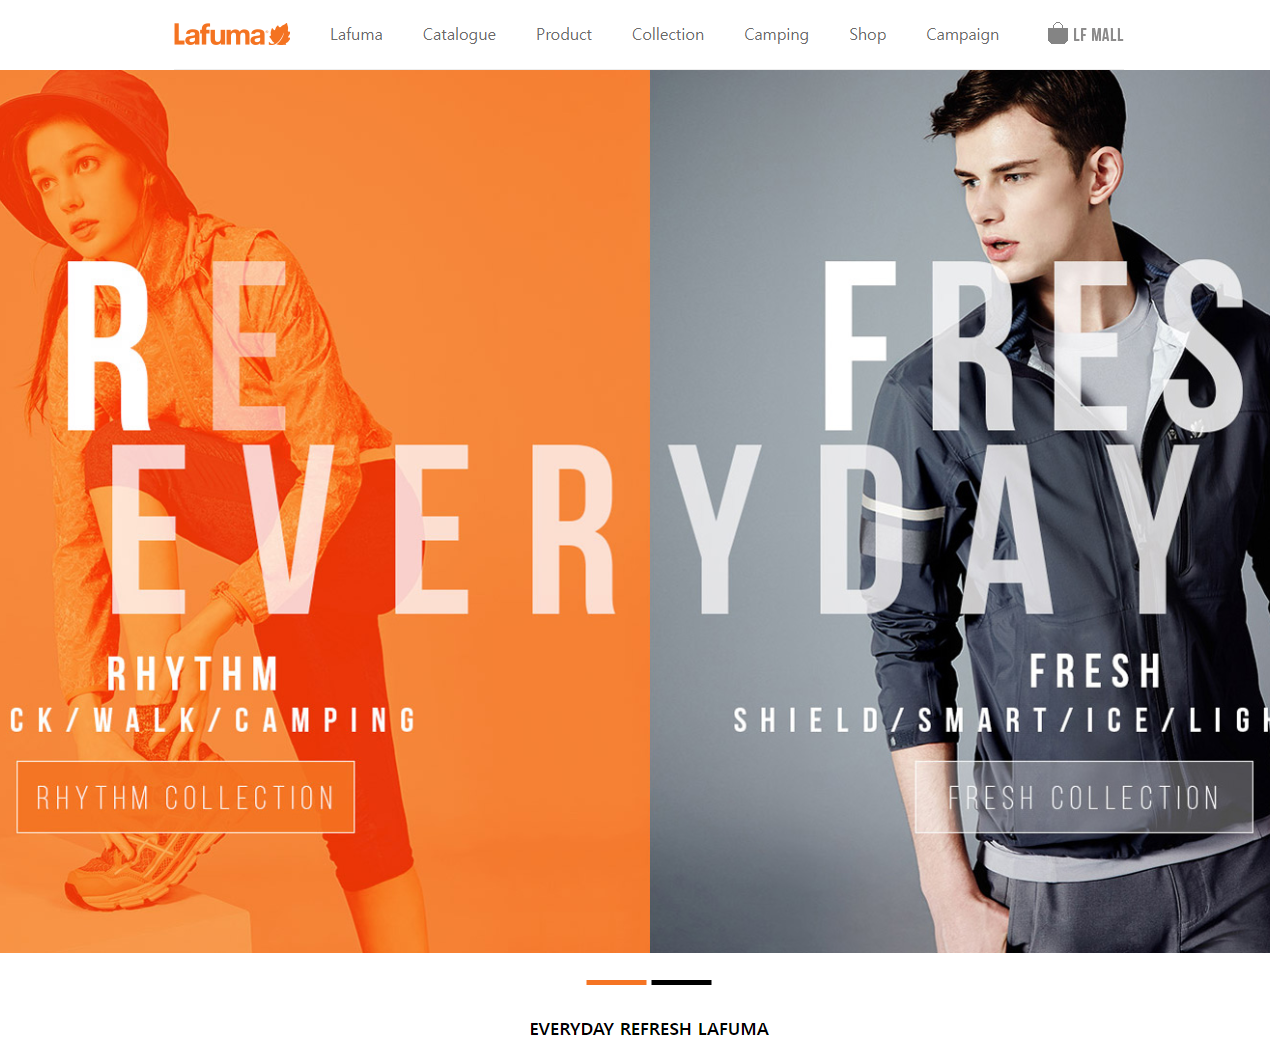 Lafuma
Lafuma Catalogue Product Collection Camping Shop Campaign LF MALL
RE FRES
EVERYDAY
RHYTHM
CK/WALK/CAMPING
RHYTHM COLLECTION
FRESH
SHIELD/SMART/ICE/LIGH
FRESH COLLECTION
EVERYDAY REFRESH LAFUMA